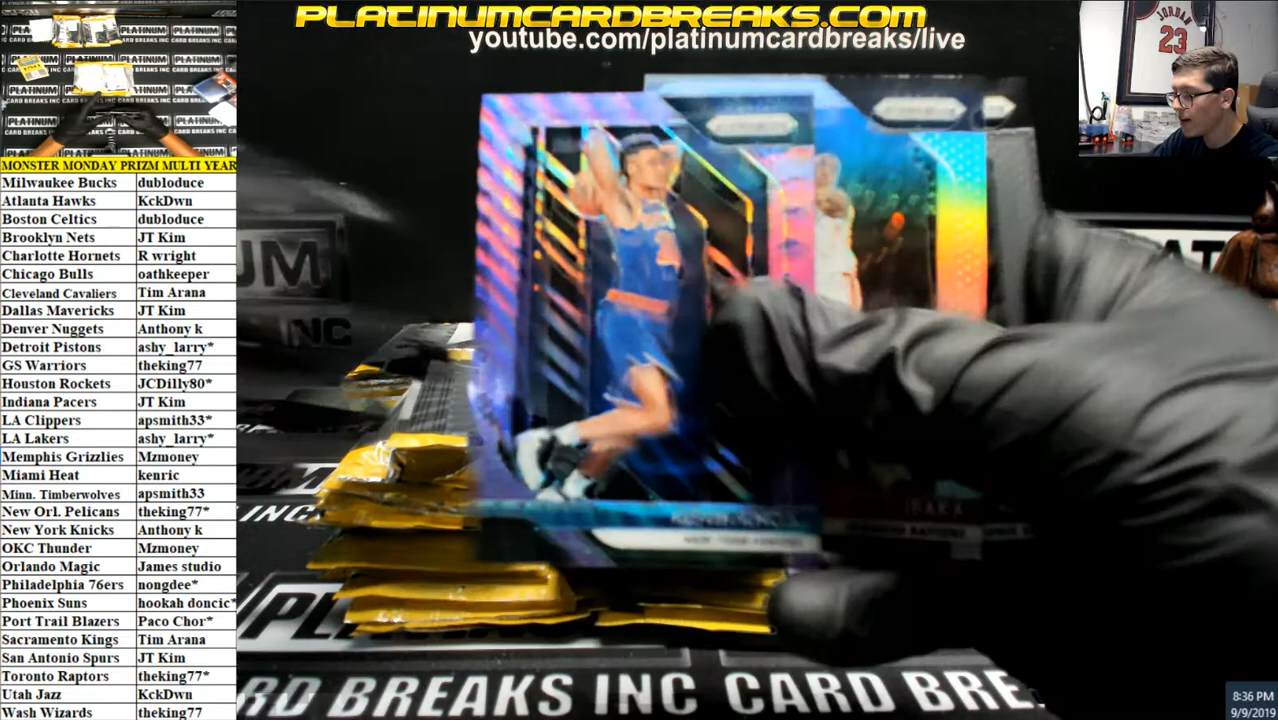 PLATINUMCARDBREAKS.COM
youtube.com/platinumcardbreaks/live
JORDAN
23
MONSTER MONDAY PRIZM MULTI YEAR
Milwaukee Bucks dubloduce
Atlanta Hawks KckDwn
Boston Celtics dubloduce
Brooklyn Nets JT Kim
Charlotte Hornets R wright
Chicago Bulls oathkeeper
Cleveland Cavaliers Tim Arana
Dallas Mavericks JT Kim
Denver Nuggets Anthony k
Detroit Pistons ashy_larry*
GS Warriors theking77
Houston Rockets JCDilly80*
Indiana Pacers JT Kim
LA Clippers apsmith33*
LA Lakers ashy_larry*
Memphis Grizzlies Mzmoney
Miami Heat kenric
Minn. Timberwolves apsmith33
New Orl. Pelicans theking77*
New York Knicks Anthony k
OKC Thunder Mzmoney
Orlando Magic James studio
Philadelphia 76ers nongdee*
Phoenix Suns hookah doncic*
Port Trail Blazers Paco Chor*
Sacramento Kings Tim Arana
San Antonio Spurs JT Kim
Toronto Raptors theking77*
Utah Jazz KckDwn
Wash Wizards theking77
INC
IBAKA
INC
RD BREAKS INC CARD BRE
8:36 PM
9/9/2019